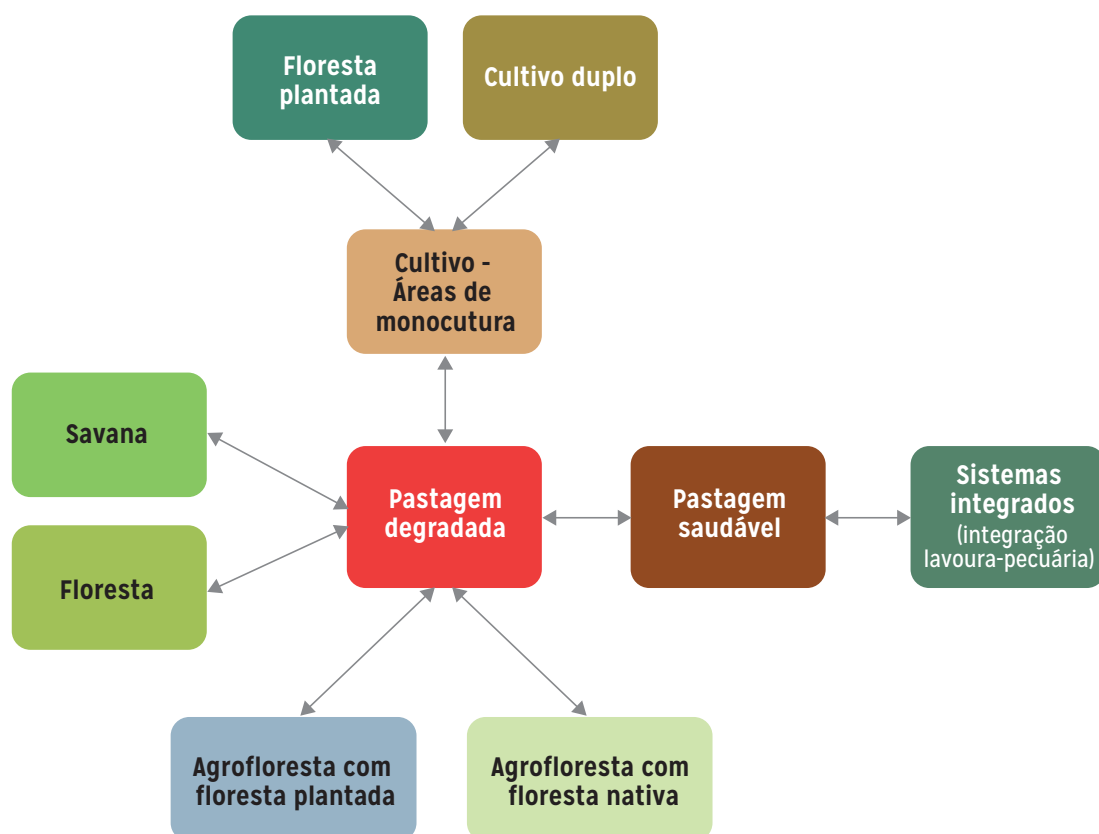 Floresta
plantada
Cultivo duplo
Cultivo -
Áreas de
monocutura
Savana
Floresta
Pastagem
degradada
Pastagem
saudável
Sistemas
integrados
(integração
lavoura-pecuária)
Agrofloresta com
floresta plantada
Agrofloresta com
floresta nativa